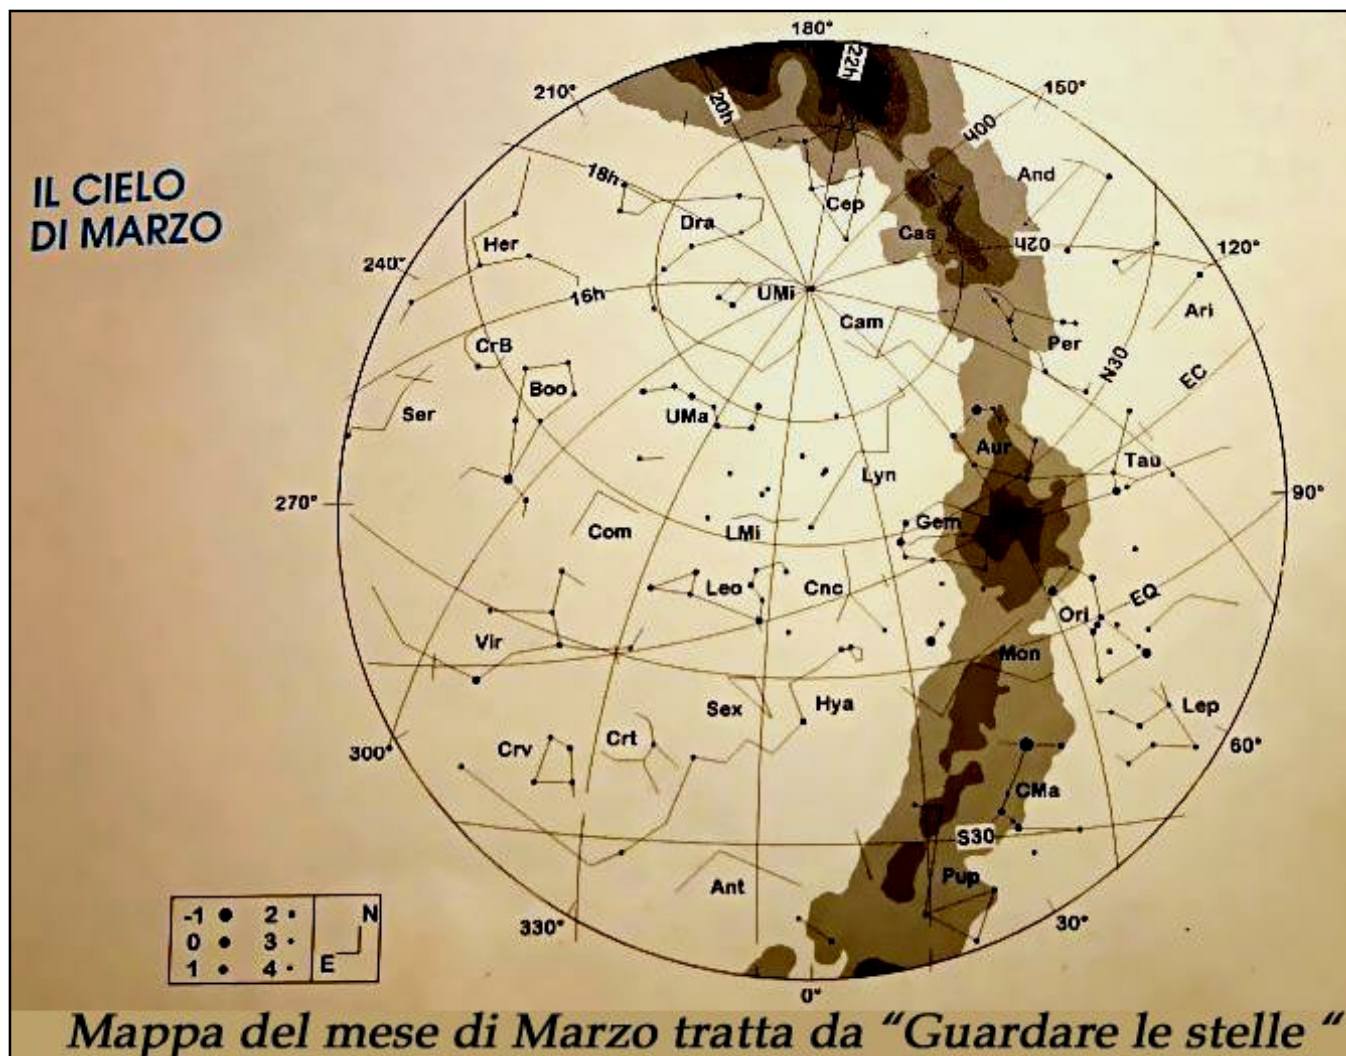 IL CIELO
DI MARZO
180°
210°
150°
22h
20h
00h
18h
And
Cep
Dra
Cas
02h
120°
Her
240°
16h
UMi
Cam
Ari
Per
N30
EC
CrB
Boo
Ser
UMa
Aur
Tau
Lyn
270°
90°
Gem
Com
LMi
Leo
Cnc
EQ
Ori
Vir
Mon
Sex
Hya
Lep
Crv
Crt
300°
60°
CMa
S30
Ant
Pup
330°
30°
0°
-1 2 N
0 3
1 4 E
Mappa del mese di Marzo tratta da “Guardare le stelle “